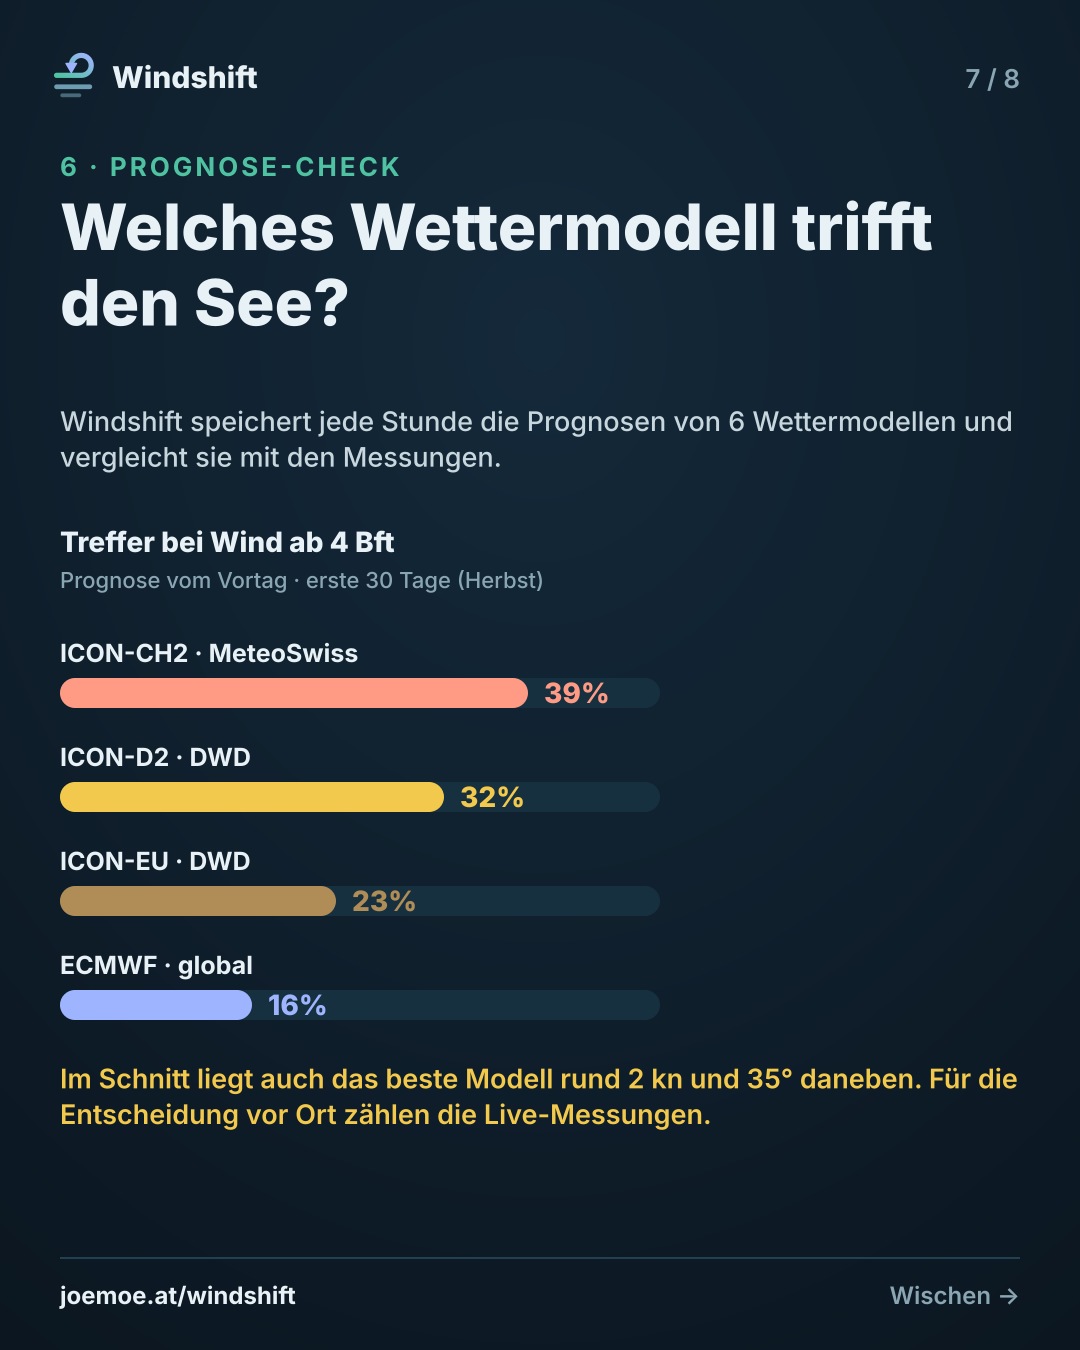 Windshift
7 / 8
6 · PROGNOSE-CHECK
Welches Wettermodell trifft
den See?
Windshift speichert jede Stunde die Prognosen von 6 Wettermodellen und
vergleicht sie mit den Messungen.
Treffer bei Wind ab 4 Bft
Prognose vom Vortag · erste 30 Tage (Herbst)
ICON-CH2 · MeteoSwiss
39%
ICON-D2 · DWD
32%
ICON-EU · DWD
23%
ECMWF · global
16%
Im Schnitt liegt auch das beste Modell rund 2 kn und 35° daneben. Für die
Entscheidung vor Ort zählen die Live-Messungen.
joemoe.at/windshift
Wischen →